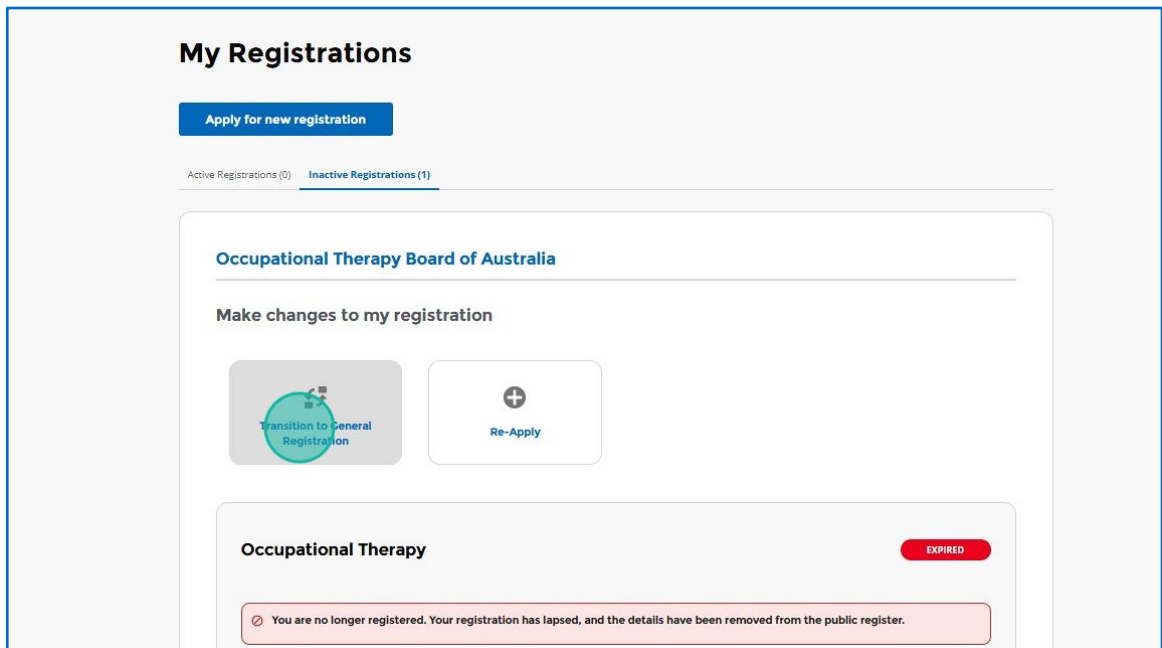 My Registrations
Apply for new registration
Active Registrations (0) Inactive Registrations (1)
Occupational Therapy Board of Australia
Make changes to my registration
Transition to General
Registration
Re-Apply
Occupational Therapy
EXPIRED
You are no longer registered. Your registration has lapsed, and the details have been removed from the public register.